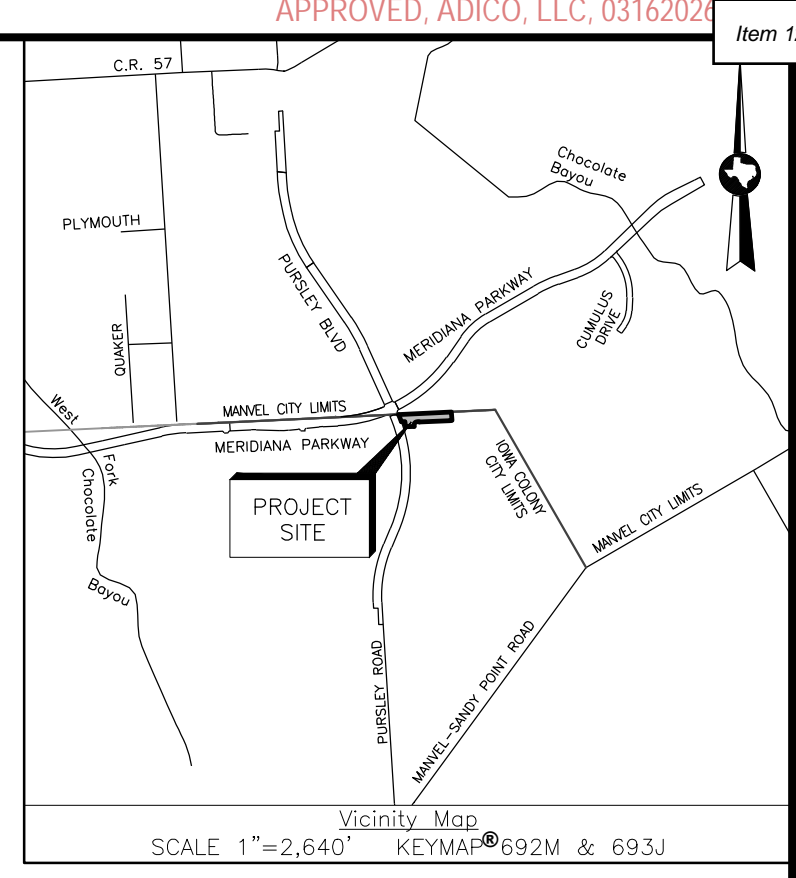 APPROVED, ADICO, LLC, 03162026
Item 1
C.R. 57
Chocolate
Bayou
PLYMOUTH
PURSLEY BLVD
MERIDIANA PARKWAY
CUMULUS
DRIVE
QUAKER
West
Fork
Chocolate
Bayou
MANVEL CITY LIMITS
MERIDIANA PARKWAY
IOWA COLONY
CITY LIMITS
MANVEL CITY LIMITS
PROJECT
SITE
PURSLEY ROAD
MANVEL-SANDY POINT ROAD
Vicinity Map
SCALE 1"=2,640' KEYMAP® 692M & 693J